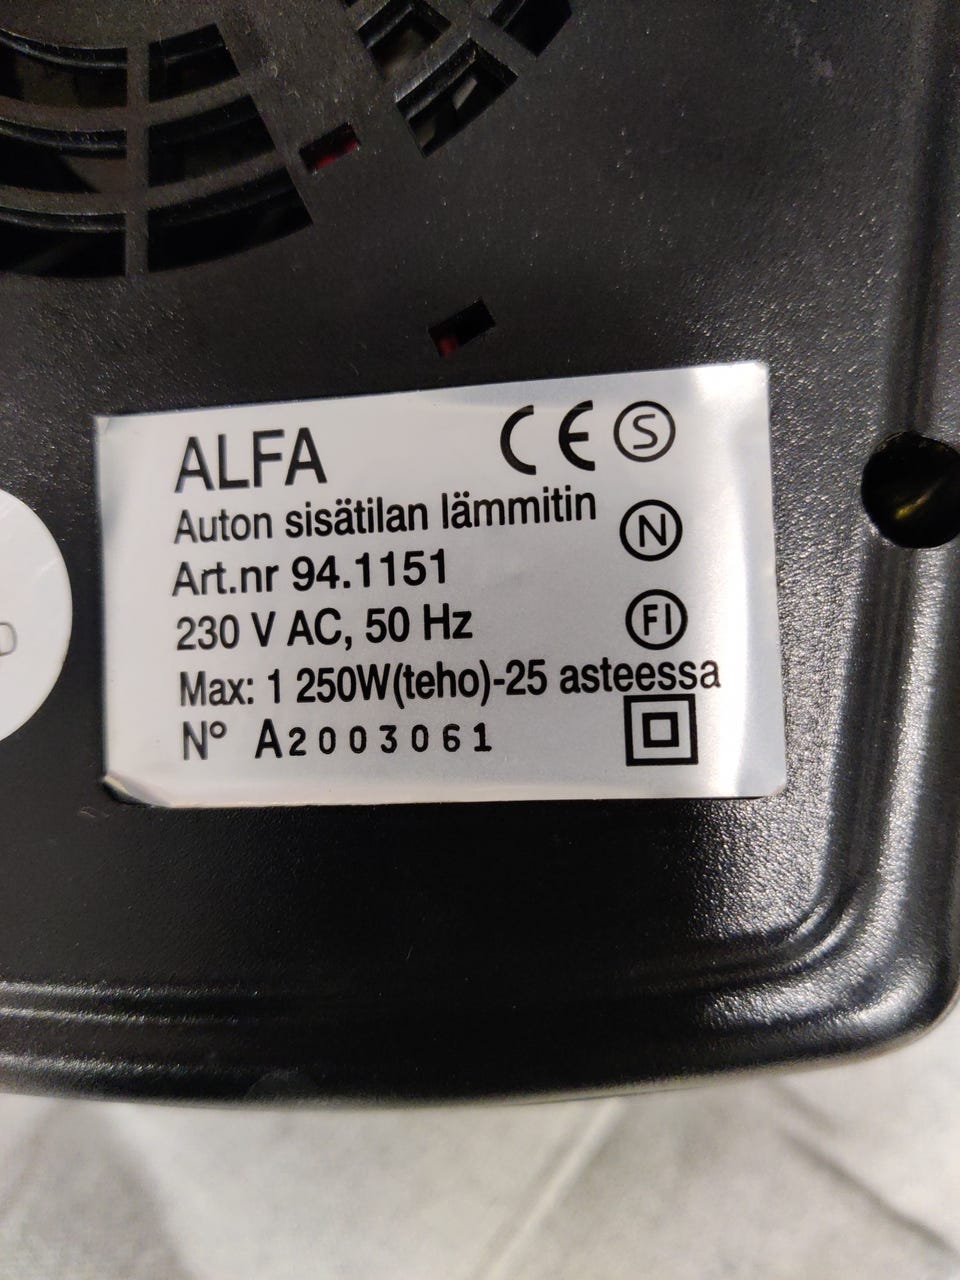 ALFA CE S
Auton sisätilan lämmitin N
Art.nr 94.1151
230 V AC, 50 Hz FI
Max: 1 250W(teho)-25 asteessa
N° A2003061
D